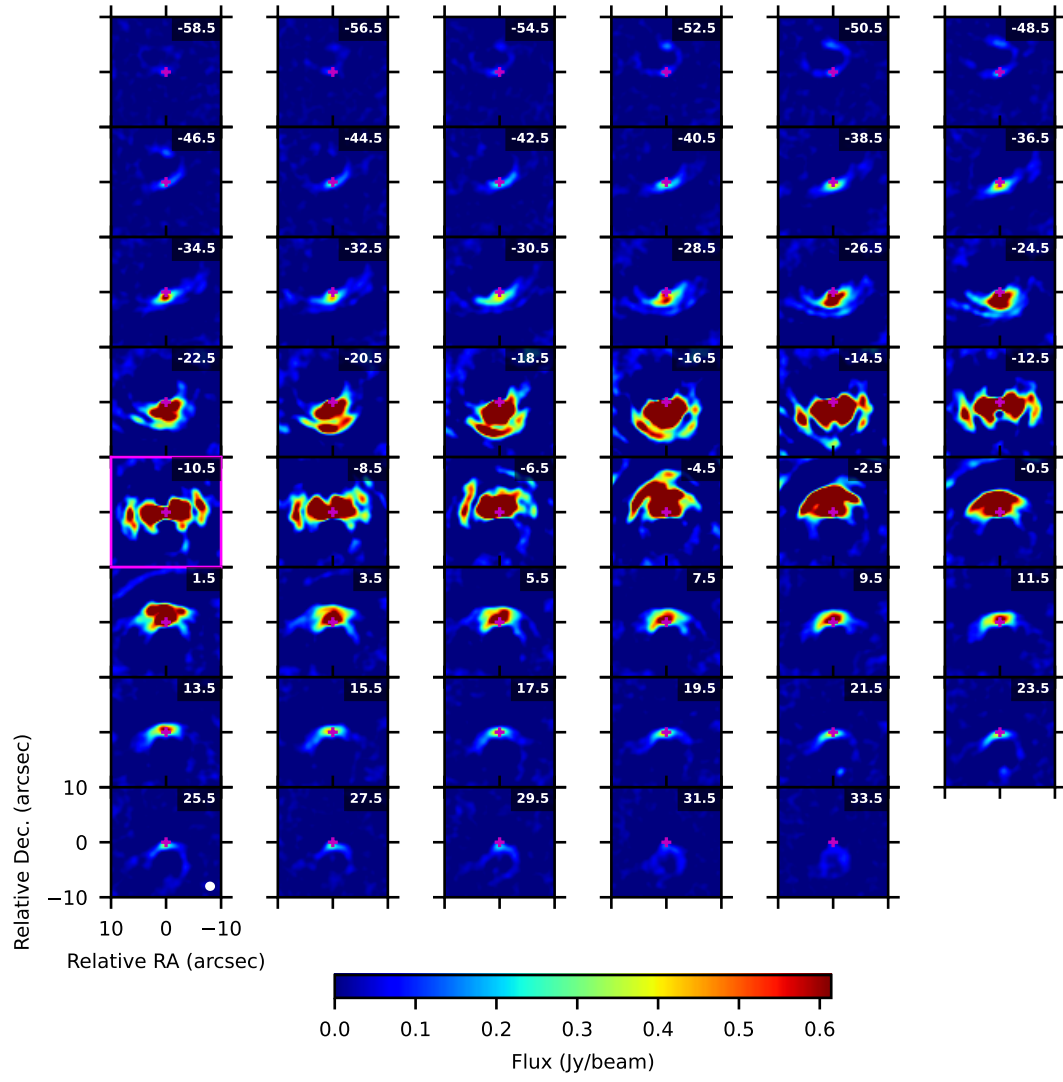 -58.5 -56.5 -54.5 -52.5 -50.5 -48.5
-46.5 -44.5 -42.5 -40.5 -38.5 -36.5
-34.5 -32.5 -30.5 -28.5 -26.5 -24.5
-22.5 -20.5 -18.5 -16.5 -14.5 -12.5
-10.5 -8.5 -6.5 -4.5 -2.5 -0.5
1.5 3.5 5.5 7.5 9.5 11.5
13.5 15.5 17.5 19.5 21.5 23.5
25.5 27.5 29.5 31.5 33.5
10
0
−10
Relative Dec. (arcsec)
10 0 −10
Relative RA (arcsec)
0.0 0.1 0.2 0.3 0.4 0.5 0.6
Flux (Jy/beam)